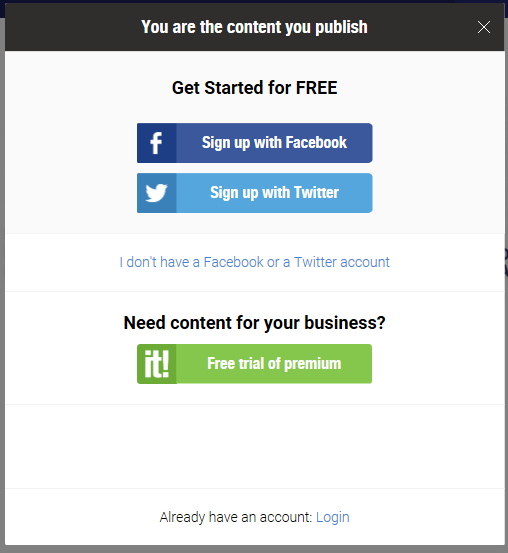 You are the content you publish
Get Started for FREE
f Sign up with Facebook
Sign up with Twitter
I don't have a Facebook or a Twitter account
Need content for your business?
it! Free trial of premium
Already have an account: Login